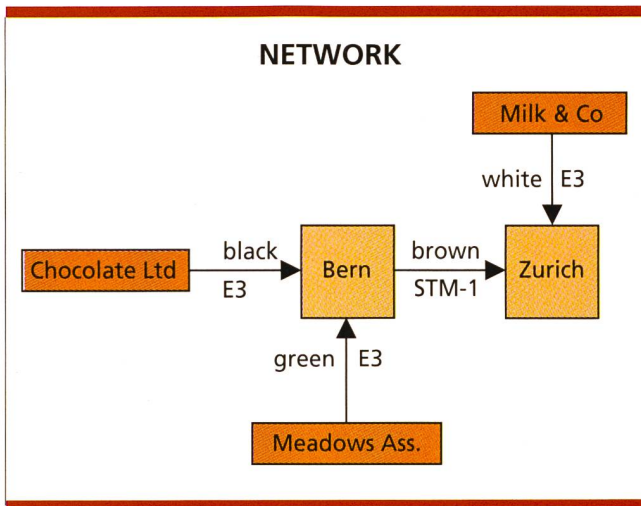 NETWORK
Milk & Co
white E3
black
brown
Chocolate Ltd
Bern
Zurich
E3
STM-1
green E3
Meadows Ass.